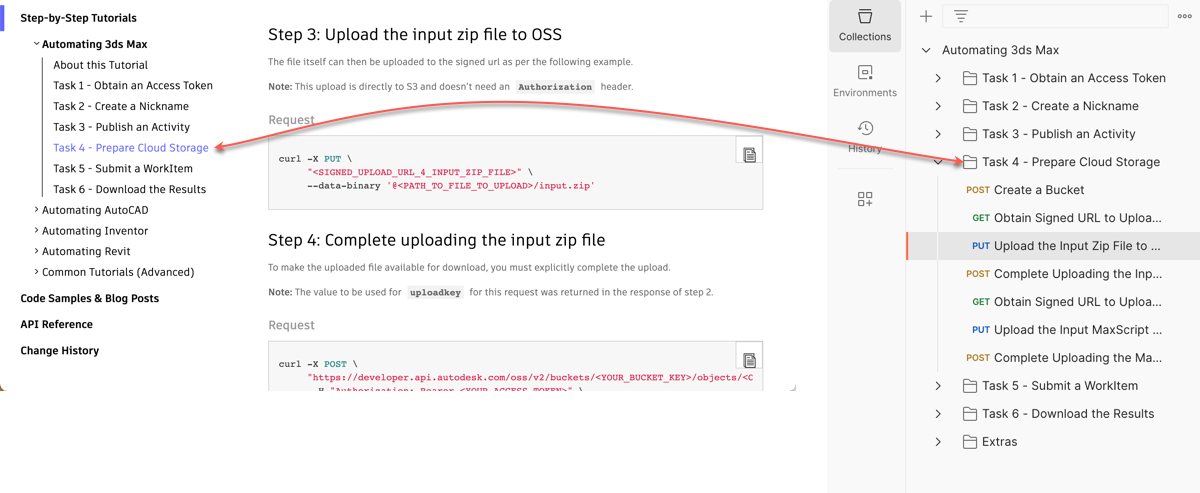 Step-by-Step Tutorials
Automating 3ds Max
About this Tutorial
Task 1 - Obtain an Access Token
Task 2 - Create a Nickname
Task 3 - Publish an Activity
Task 4 - Prepare Cloud Storage
Task 5 - Submit a WorkItem
Task 6 - Download the Results
Automating AutoCAD
Automating Inventor
Automating Revit
Common Tutorials (Advanced)
Code Samples & Blog Posts
API Reference
Change History
Step 3: Upload the input zip file to OSS
The file itself can then be uploaded to the signed url as per the following example.
Note: This upload is directly to S3 and doesn't need an Authorization header.
Request
curl -X PUT \
"<SIGNED_UPLOAD_URL_4_INPUT_ZIP_FILE>" \
--data-binary '@<PATH_TO_FILE_TO_UPLOAD>/input.zip'
Step 4: Complete uploading the input zip file
To make the uploaded file available for download, you must explicitly complete the upload.
Note: The value to be used for uploadkey for this request was returned in the response of step 2.
Request
curl -X POST \
"https://developer.api.autodesk.com/oss/v2/buckets/<YOUR_BUCKET_KEY>/objects/<
-H "Authorization: Bearer <YOUR_ACCESS_TOKEN>" \
Collections
Environments
History
Automating 3ds Max
Task 1 - Obtain an Access Token
Task 2 - Create a Nickname
Task 3 - Publish an Activity
Task 4 - Prepare Cloud Storage
POST Create a Bucket
GET Obtain Signed URL to Uploa...
PUT Upload the Input Zip File to ...
POST Complete Uploading the Inp...
GET Obtain Signed URL to Uploa...
PUT Upload the Input MaxScript ...
POST Complete Uploading the Ma...
Task 5 - Submit a WorkItem
Task 6 - Download the Results
Extras